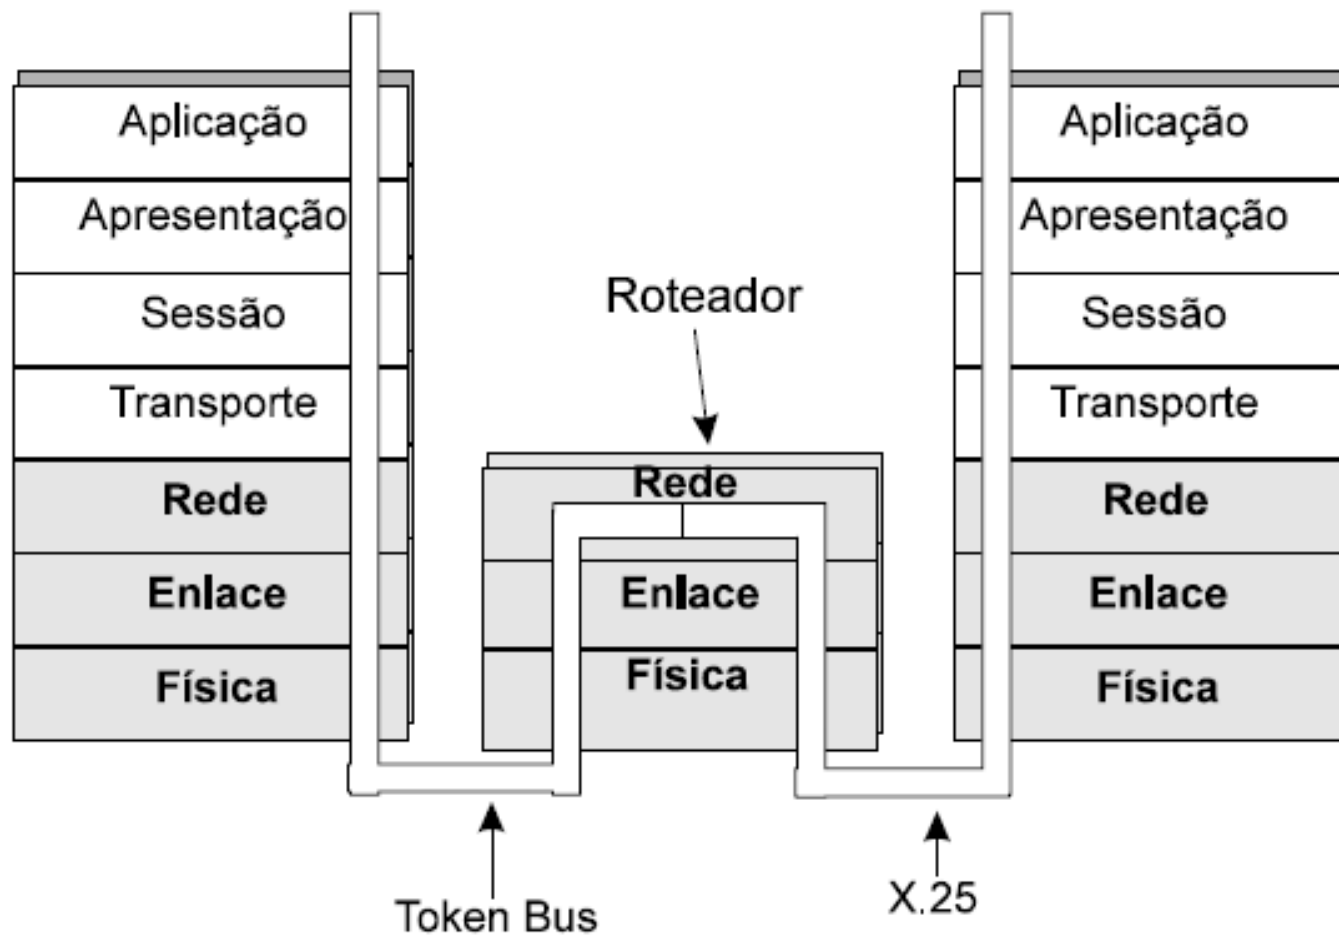 Aplicação
Apresentação
Sessão
Transporte
Rede
Enlace
Física
Roteador
Rede
Enlace
Física
Aplicação
Apresentação
Sessão
Transporte
Rede
Enlace
Física
Token Bus
X.25